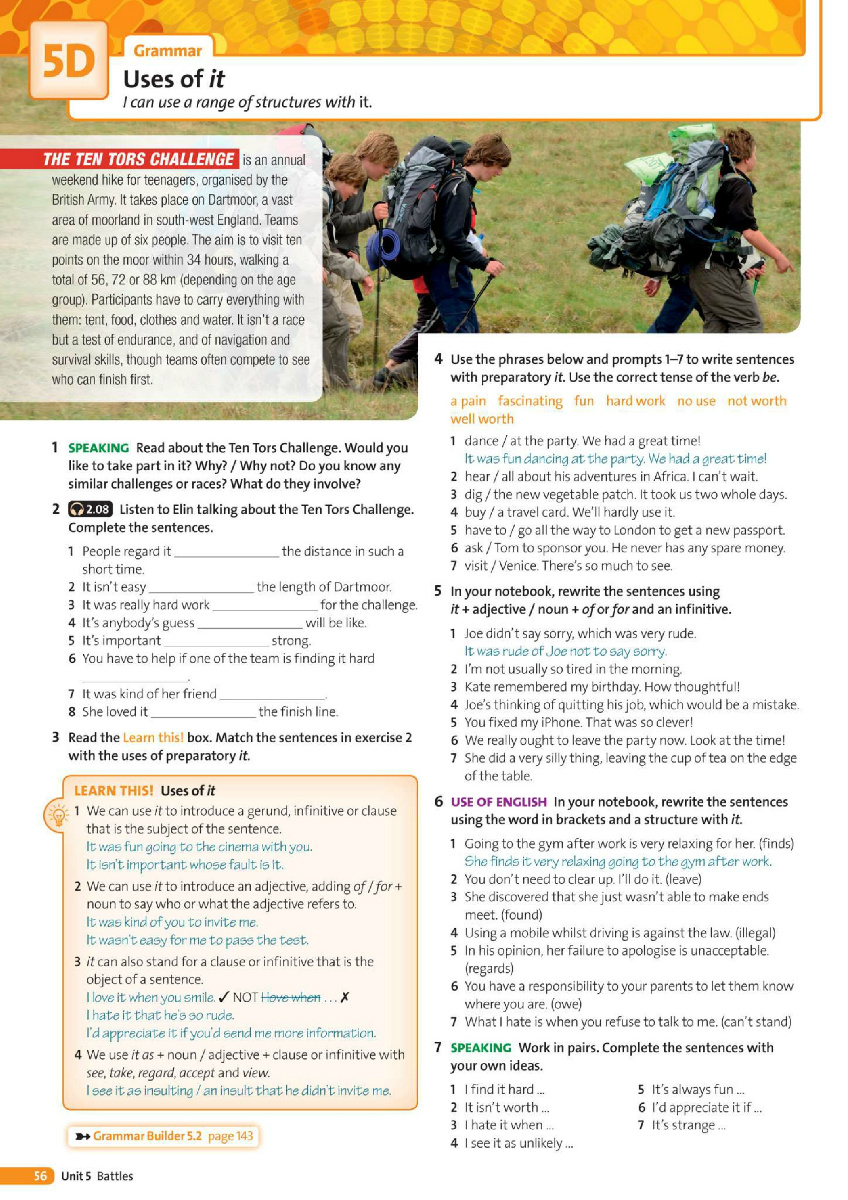 5D
Grammar
Uses of it
I can use a range of structures with it.
THE TEN TORS CHALLENGE is an annual
weekend hike for teenagers, organised by the
British Army. It takes place on Dartmoor, a vast
area of moorland in south-west England. Teams
are made up of six people. The aim is to visit ten
points on the moor within 34 hours, walking a
total of 56, 72 or 88 km (depending on the age
group). Participants have to carry everything with
them: tent, food, clothes and water. It isn't a race
but a test of endurance, and of navigation and
survival skills, though teams often compete to see
who can finish first.
1 SPEAKING Read about the Ten Tors Challenge. Would you
like to take part in it? Why? / Why not? Do you know any
similar challenges or races? What do they involve?
2 2.08 Listen to Elin talking about the Ten Tors Challenge.
Complete the sentences.
1 People regard it ______________ the distance in such a
short time.
2 It isn't easy ______________ the length of Dartmoor.
3 It was really hard work ______________ for the challenge.
4 It's anybody's guess ______________ will be like.
5 It's important ______________ strong.
6 You have to help if one of the team is finding it hard
______________.
7 It was kind of her friend ______________.
8 She loved it ______________ the finish line.
3 Read the Learn this! box. Match the sentences in exercise 2
with the uses of preparatory it.
LEARN THIS! Uses of it
1 We can use it to introduce a gerund, infinitive or clause
that is the subject of the sentence.
It was fun going to the cinema with you.
It isn't important whose fault is it.
2 We can use it to introduce an adjective, adding of / for +
noun to say who or what the adjective refers to.
It was kind of you to invite me.
It wasn't easy for me to pass the test.
3 it can also stand for a clause or infinitive that is the
object of a sentence.
I love it when you smile. ✓ NOT I love when ... ✗
I hate it that he's so rude.
I'd appreciate it if you'd send me more information.
4 We use it as + noun / adjective + clause or infinitive with
see, take, regard, accept and view.
I see it as insulting / an insult that he didn't invite me.
Grammar Builder 5.2 page 143
4 Use the phrases below and prompts 1–7 to write sentences
with preparatory it. Use the correct tense of the verb be.
a pain fascinating fun hard work no use not worth
well worth
1 dance / at the party. We had a great time!
It was fun dancing at the party. We had a great time!
2 hear / all about his adventures in Africa. I can't wait.
3 dig / the new vegetable patch. It took us two whole days.
4 buy / a travel card. We'll hardly use it.
5 have to / go all the way to London to get a new passport.
6 ask / Tom to sponsor you. He never has any spare money.
7 visit / Venice. There's so much to see.
5 In your notebook, rewrite the sentences using
it + adjective / noun + of or for and an infinitive.
1 Joe didn't say sorry, which was very rude.
It was rude of Joe not to say sorry.
2 I'm not usually so tired in the morning.
3 Kate remembered my birthday. How thoughtful!
4 Joe's thinking of quitting his job, which would be a mistake.
5 You fixed my iPhone. That was so clever!
6 We really ought to leave the party now. Look at the time!
7 She did a very silly thing, leaving the cup of tea on the edge
of the table.
6 USE OF ENGLISH In your notebook, rewrite the sentences
using the word in brackets and a structure with it.
1 Going to the gym after work is very relaxing for her. (finds)
She finds it very relaxing going to the gym after work.
2 You don't need to clear up. I'll do it. (leave)
3 She discovered that she just wasn't able to make ends
meet. (found)
4 Using a mobile whilst driving is against the law. (illegal)
5 In his opinion, her failure to apologise is unacceptable.
(regards)
6 You have a responsibility to your parents to let them know
where you are. (owe)
7 What I hate is when you refuse to talk to me. (can't stand)
7 SPEAKING Work in pairs. Complete the sentences with
your own ideas.
1 I find it hard ...
2 It isn't worth ...
3 I hate it when ...
4 I see it as unlikely ...
5 It's always fun ...
6 I'd appreciate it if ...
7 It's strange ...
56 Unit 5 Battles